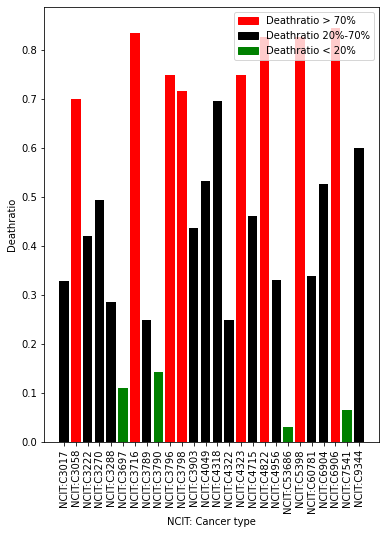 Deathratio > 70%
Deathratio 20%-70%
Deathratio < 20%
Deathratio
0.8
0.7
0.6
0.5
0.4
0.3
0.2
0.1
0.0
NCIT:C3017
NCIT:C3058
NCIT:C3222
NCIT:C3270
NCIT:C3288
NCIT:C3697
NCIT:C3716
NCIT:C3789
NCIT:C3790
NCIT:C3796
NCIT:C3798
NCIT:C3903
NCIT:C4049
NCIT:C4318
NCIT:C4322
NCIT:C4323
NCIT:C4715
NCIT:C4822
NCIT:C4956
NCIT:C53686
NCIT:C5398
NCIT:C60781
NCIT:C6904
NCIT:C6906
NCIT:C7541
NCIT:C9344
NCIT: Cancer type